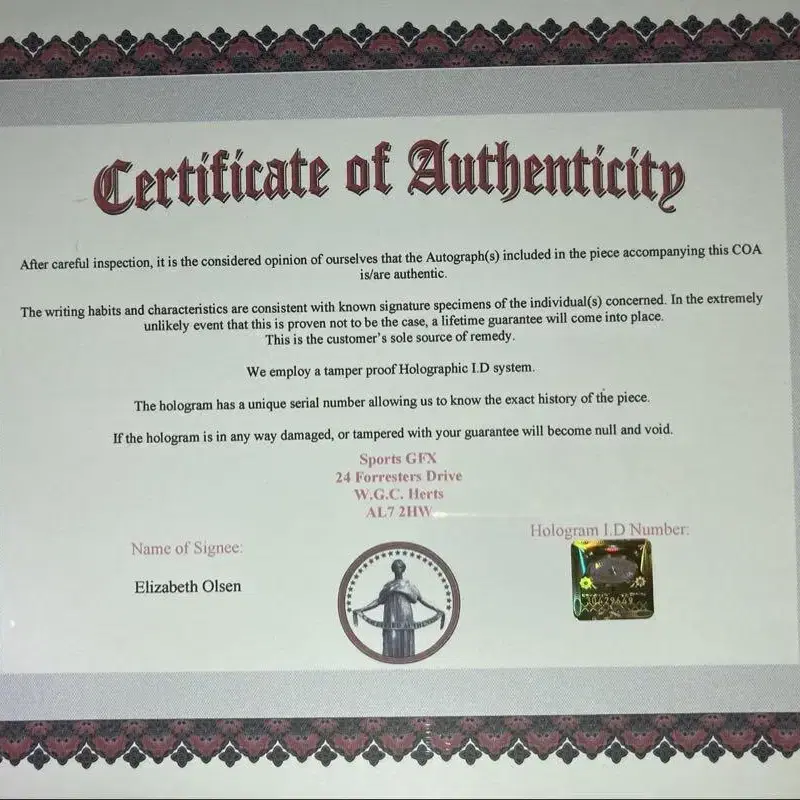 Certificate of Authenticity
After careful inspection, it is the considered opinion of ourselves that the Autograph(s) included in the piece accompanying this COA
is/are authentic.
The writing habits and characteristics are consistent with known signature specimens of the individual(s) concerned. In the extremely
unlikely event that this is proven not to be the case, a lifetime guarantee will come into place.
This is the customer's sole source of remedy.
We employ a tamper proof Holographic I.D system.
The hologram has a unique serial number allowing us to know the exact history of the piece.
If the hologram is in any way damaged, or tampered with your guarantee will become null and void.
Sports GFX
24 Forresters Drive
W.G.C. Herts
AL7 2HW
Hologram I.D Number:
Name of Signee:
Elizabeth Olsen